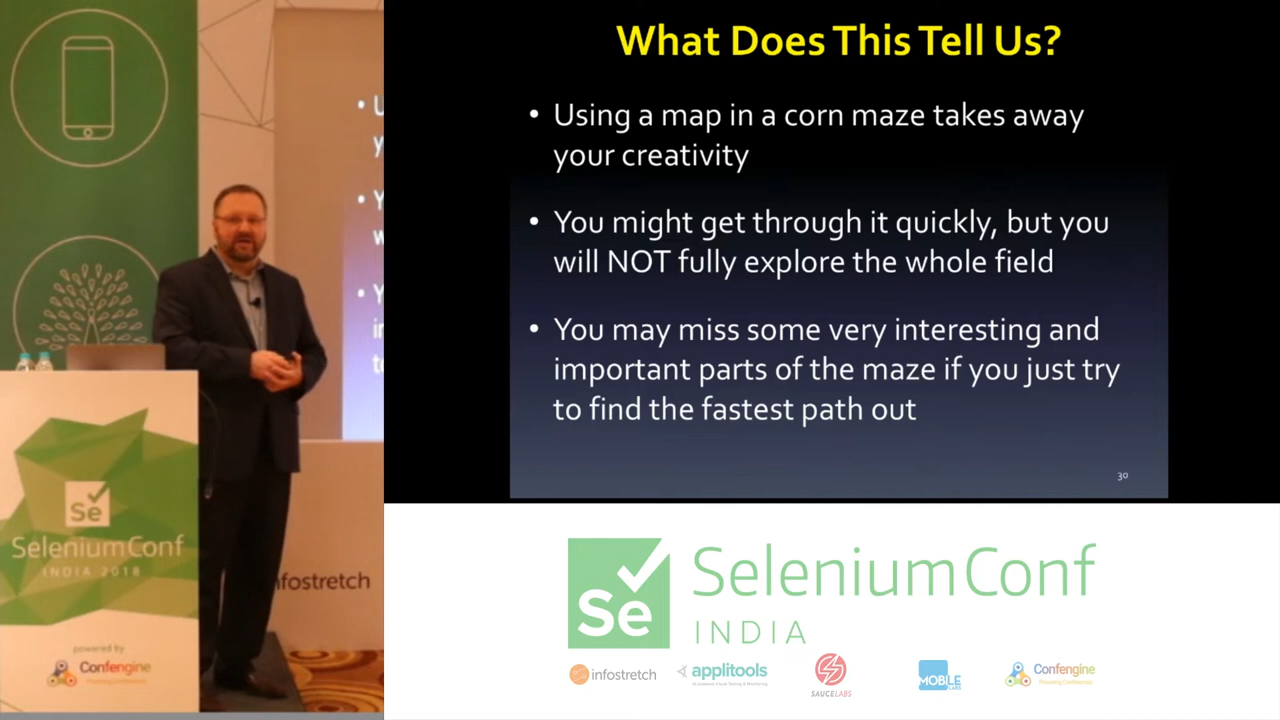 What Does This Tell Us?
• Using a map in a corn maze takes away
your creativity
• You might get through it quickly, but you
will NOT fully explore the whole field
• You may miss some very interesting and
important parts of the maze if you just try
to find the fastest path out
30
Se
SeleniumConf
INDIA 2018
powered by
Confengine
nfostretch
Se
SeleniumConf
INDIA
infostretch
applitools
SAUCELABS
MOBILE
LABS
Confengine